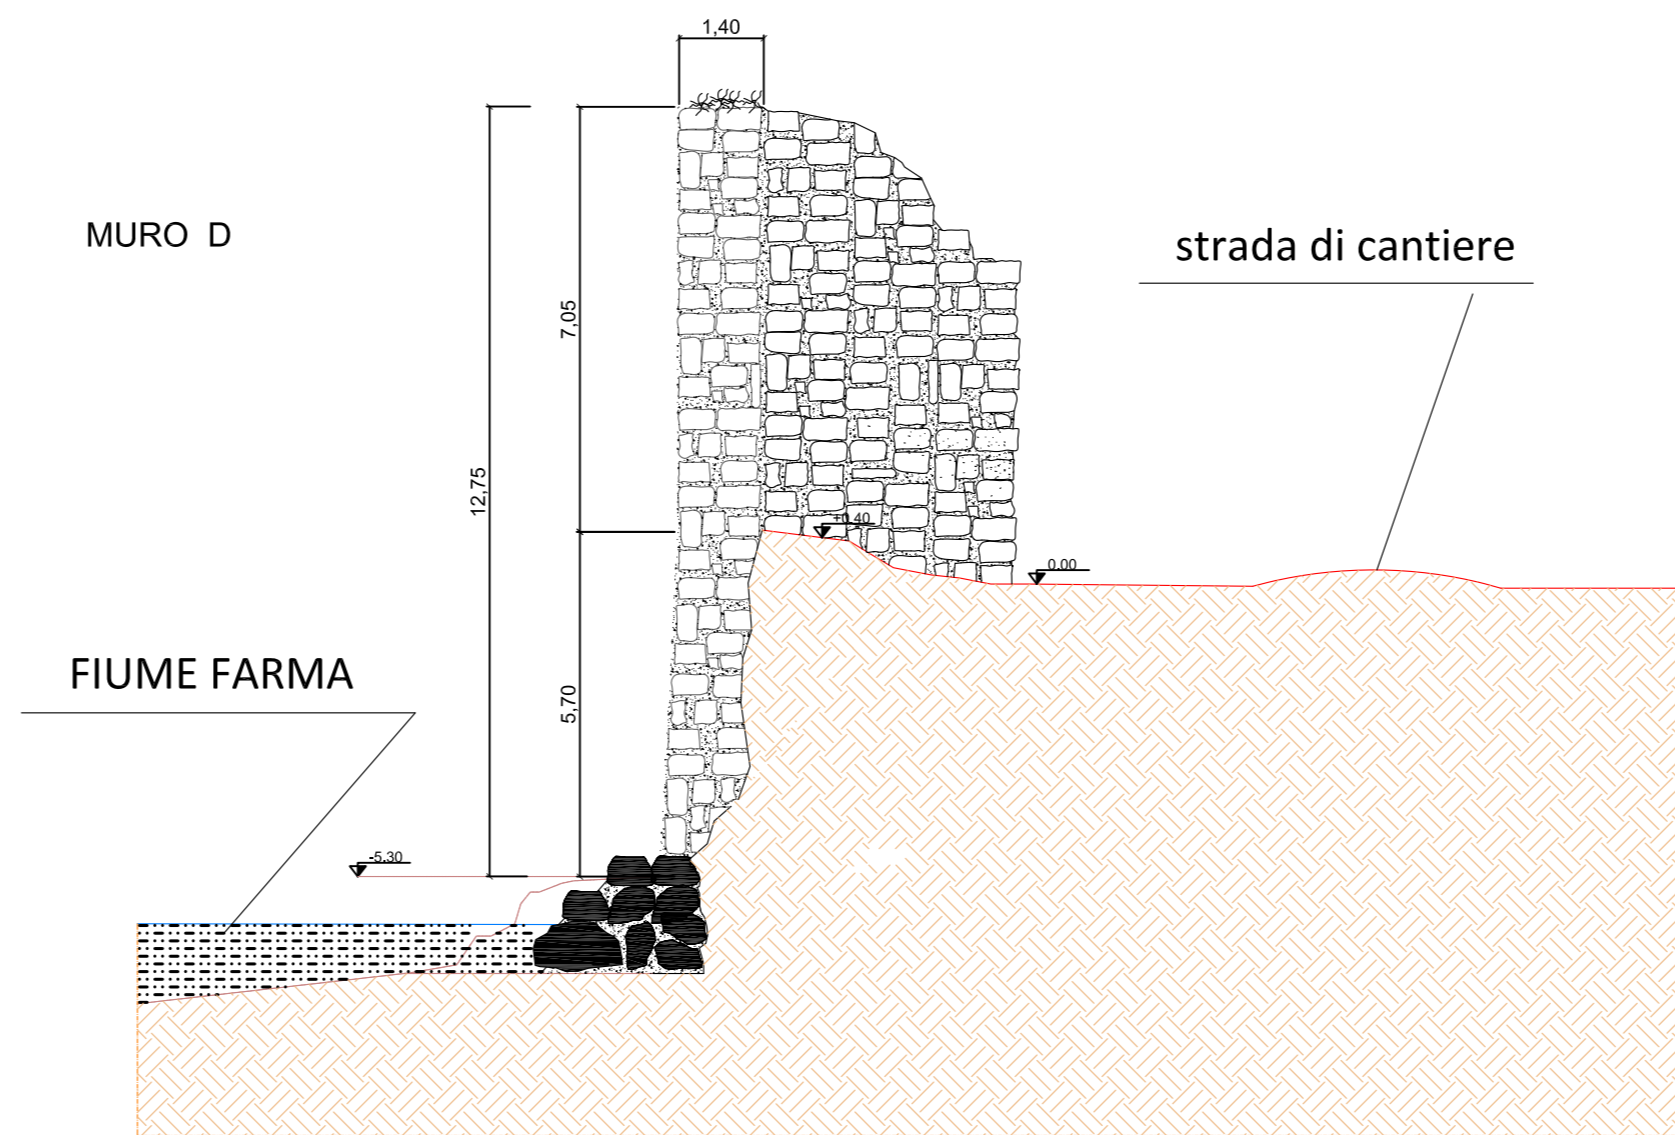 1,40
MURO D
strada di cantiere
7,05
12,75
+0.40
0.00
FIUME FARMA
5,70
-5.30